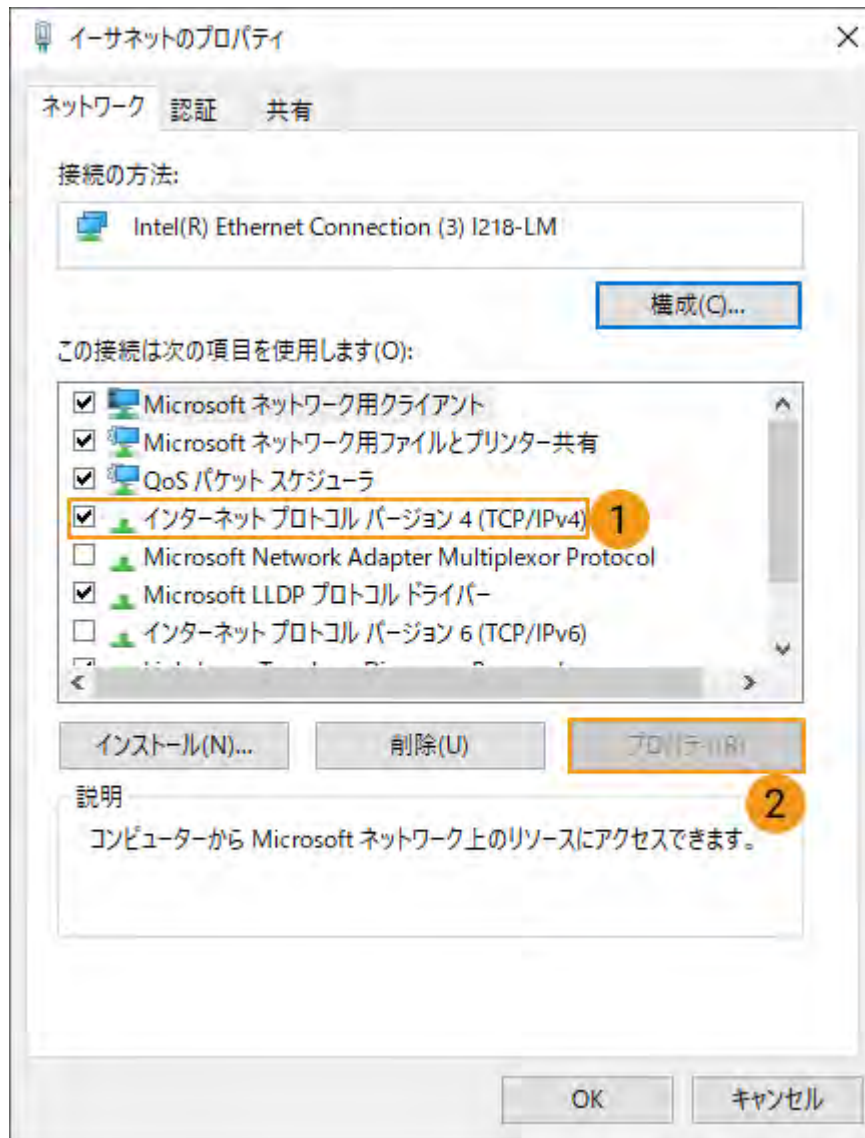 イーサネットのプロパティ
ネットワーク 認証 共有
接続の方法:
Intel(R) Ethernet Connection (3) I218-LM
構成(C)...
この接続は次の項目を使用します(O):
Microsoft ネットワーク用クライアント
Microsoft ネットワーク用ファイルとプリンター共有
QoS パケット スケジューラ
インターネット プロトコル バージョン 4 (TCP/IPv4) 1
Microsoft Network Adapter Multiplexor Protocol
Microsoft LLDP プロトコル ドライバー
インターネット プロトコル バージョン 6 (TCP/IPv6)
インストール(N)... 削除(U) プロパティ(R)
2
説明
コンピューターから Microsoft ネットワーク上のリソースにアクセスできます。
OK キャンセル